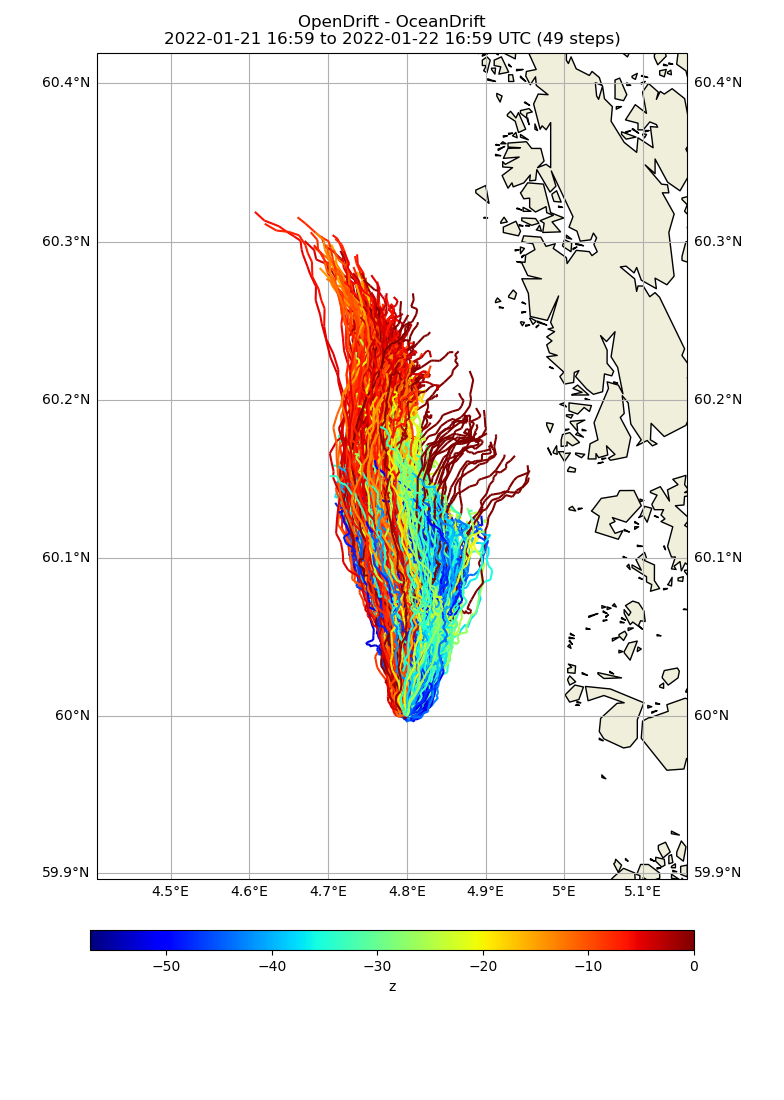 OpenDrift - OceanDrift
2022-01-21 16:59 to 2022-01-22 16:59 UTC (49 steps)
60.4°N 60.4°N
60.3°N 60.3°N
60.2°N 60.2°N
60.1°N 60.1°N
60°N 60°N
59.9°N 59.9°N
4.5°E 4.6°E 4.7°E 4.8°E 4.9°E 5°E 5.1°E
−50 −40 −30 −20 −10 0
z